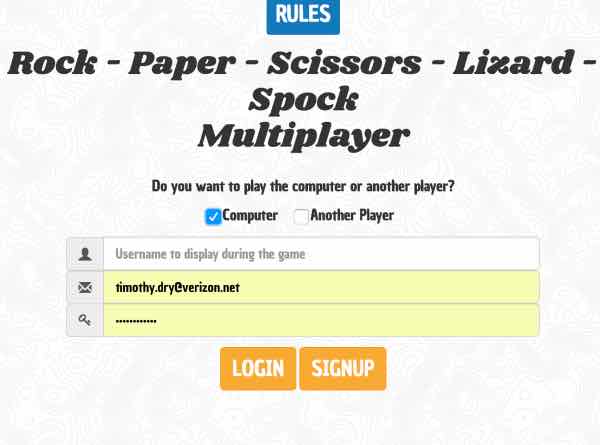 RULES
Rock - Paper - Scissors - Lizard -
Spock
Multiplayer
Do you want to play the computer or another player?
Computer Another Player
Username to display during the game
timothy.dry@verizon.net
••••••••••••
LOGIN SIGNUP